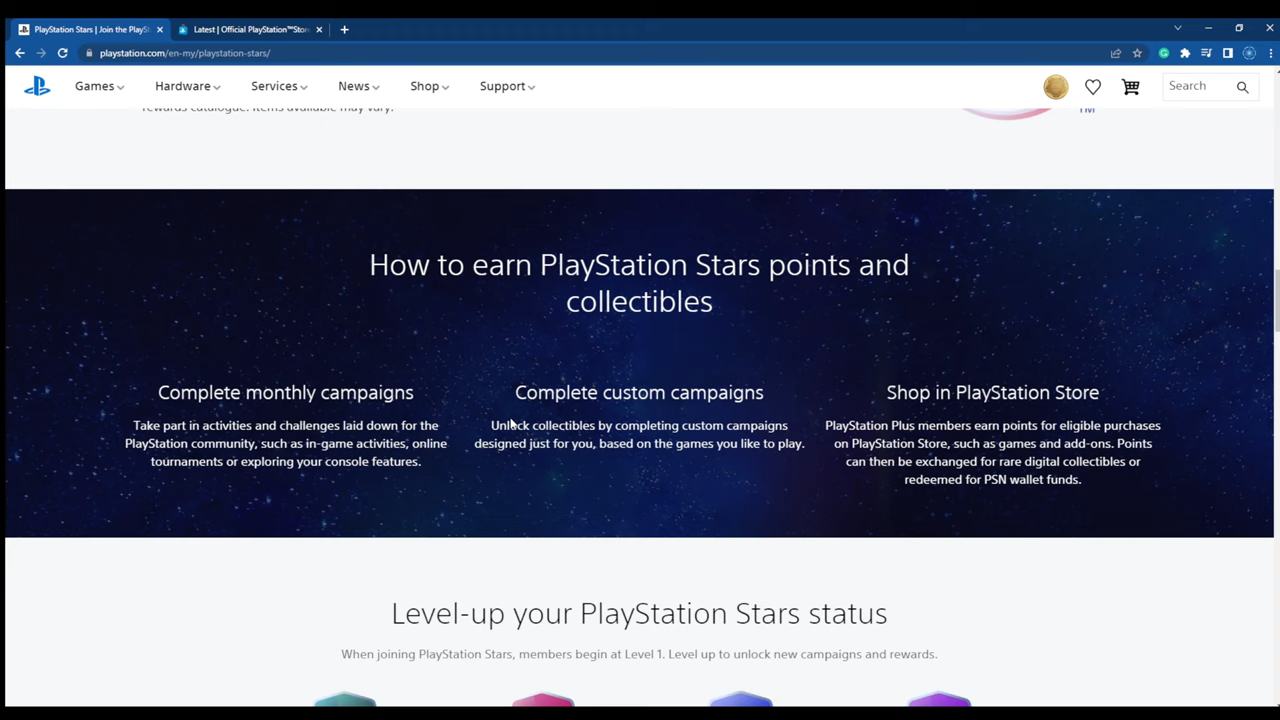 PlayStation Stars | Join the PlaySt
Latest | Official PlayStation™Stor
playstation.com/en-my/playstation-stars/
Games
Hardware
Services
News
Shop
Support
Search
rewards catalogue. Items available may vary.
TM
How to earn PlayStation Stars points and
collectibles
Complete monthly campaigns
Take part in activities and challenges laid down for the
PlayStation community, such as in-game activities, online
tournaments or exploring your console features.
Complete custom campaigns
Unlock collectibles by completing custom campaigns
designed just for you, based on the games you like to play.
Shop in PlayStation Store
PlayStation Plus members earn points for eligible purchases
on PlayStation Store, such as games and add-ons. Points
can then be exchanged for rare digital collectibles or
redeemed for PSN wallet funds.
Level-up your PlayStation Stars status
When joining PlayStation Stars, members begin at Level 1. Level up to unlock new campaigns and rewards.